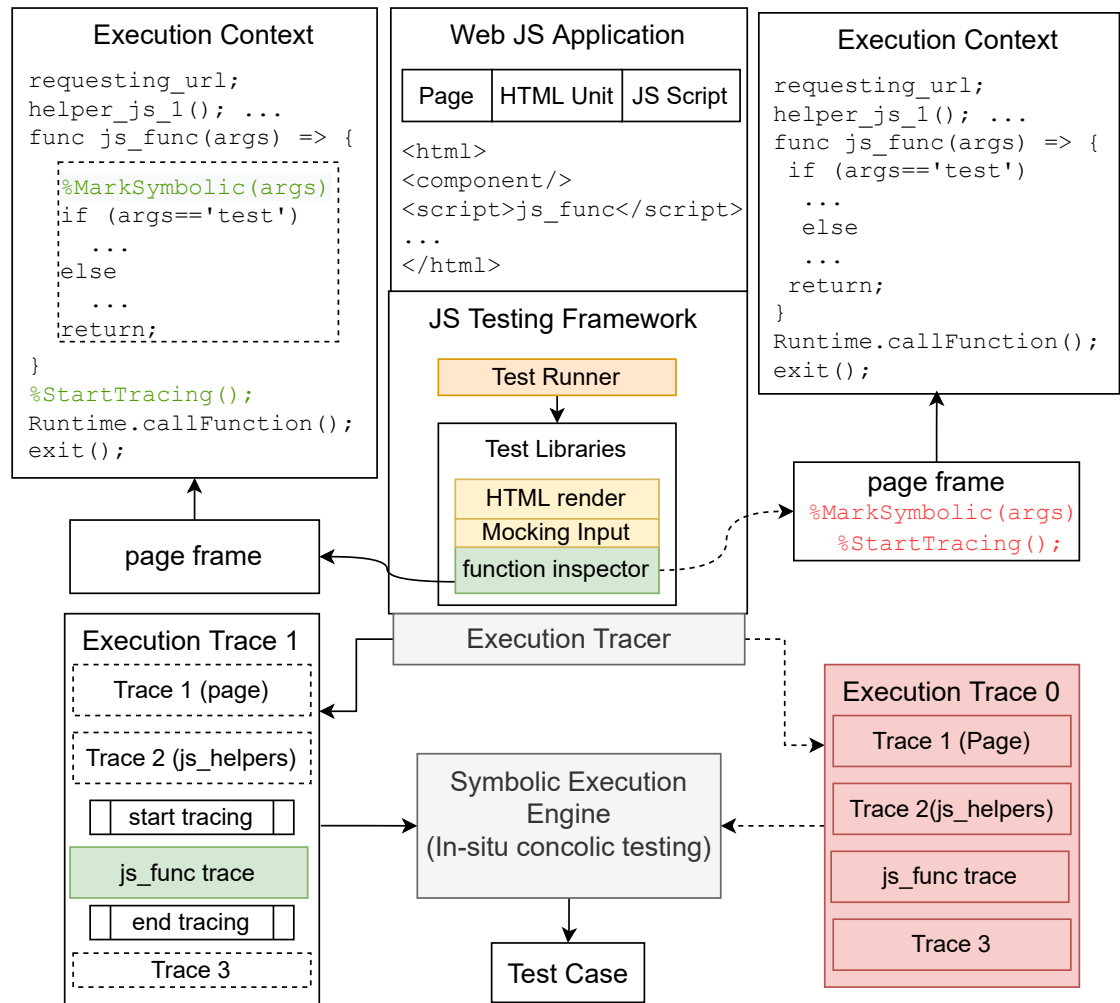 Execution Context
requesting_url;
helper_js_1(); ...
func js_func(args) => {
%MarkSymbolic(args)
if (args=='test')
...
else
...
return;
}
%StartTracing();
Runtime.callFunction();
exit();
page frame
Web JS Application
Page
HTML Unit
JS Script
<html>
<component/>
<script>js_func</script>
...
</html>
JS Testing Framework
Test Runner
Test Libraries
HTML render
Mocking Input
function inspector
Execution Tracer
Execution Context
requesting_url;
helper_js_1(); ...
func js_func(args) => {
if (args=='test')
...
else
...
return;
}
Runtime.callFunction();
exit();
page frame
%MarkSymbolic(args)
%StartTracing();
Execution Trace 1
Trace 1 (page)
Trace 2 (js_helpers)
start tracing
js_func trace
end tracing
Trace 3
Symbolic Execution
Engine
(In-situ concolic testing)
Test Case
Execution Trace 0
Trace 1 (Page)
Trace 2(js_helpers)
js_func trace
Trace 3